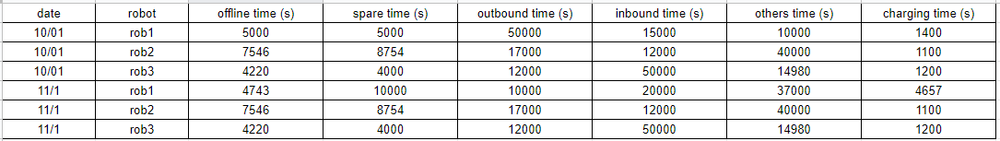 date robot offline time (s) spare time (s) outbound time (s) inbound time (s) others time (s) charging time (s)
10/01 rob1 5000 5000 50000 15000 10000 1400
10/01 rob2 7546 8754 17000 12000 40000 1100
10/01 rob3 4220 4000 12000 50000 14980 1200
11/1 rob1 4743 10000 10000 20000 37000 4657
11/1 rob2 7546 8754 17000 12000 40000 1100
11/1 rob3 4220 4000 12000 50000 14980 1200